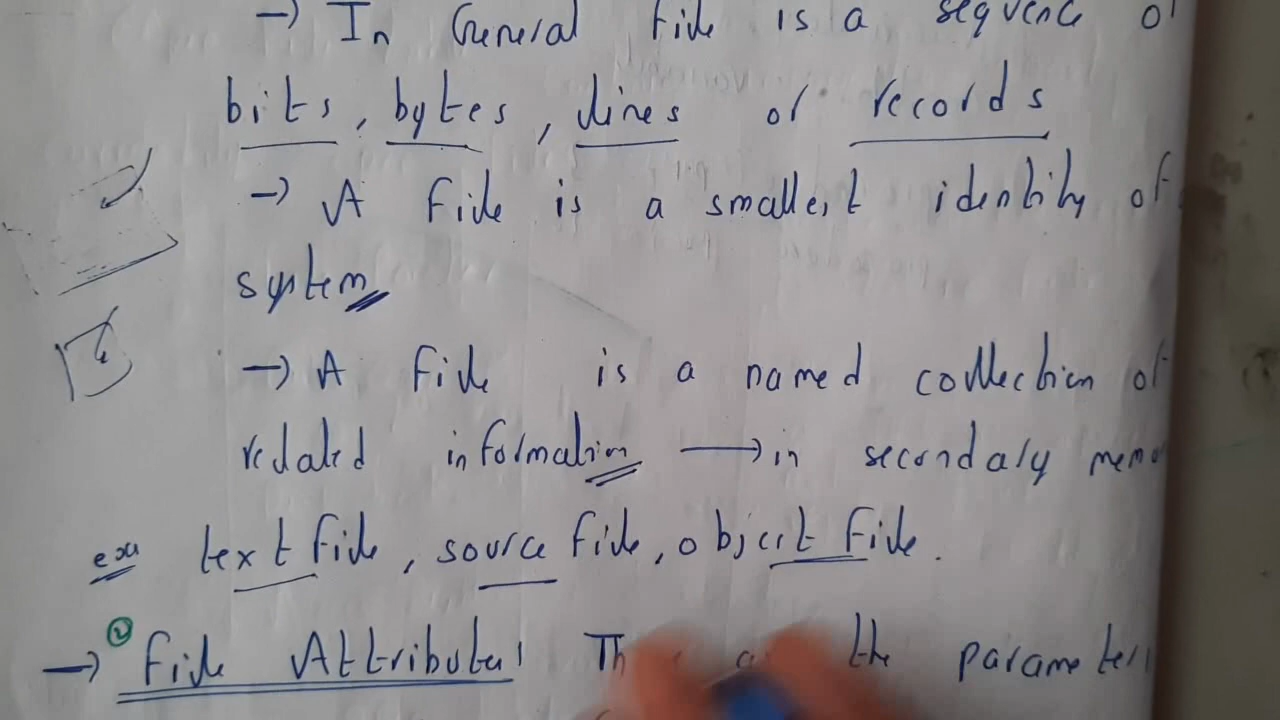 → In General file is a sequence of
bits, bytes, lines or records
→ A file is a smallest identity of
system
→ A file is a named collection of
related information → in secondary
ex: text file, source file, object file.
→ ② File Attributes the parameters